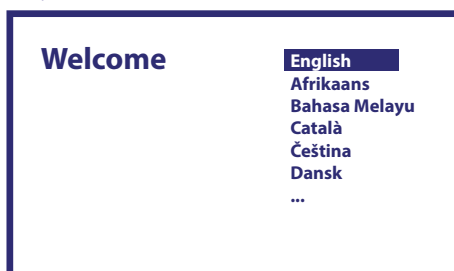 Welcome
English
Afrikaans
Bahasa Melayu
Català
Čeština
Dansk
...